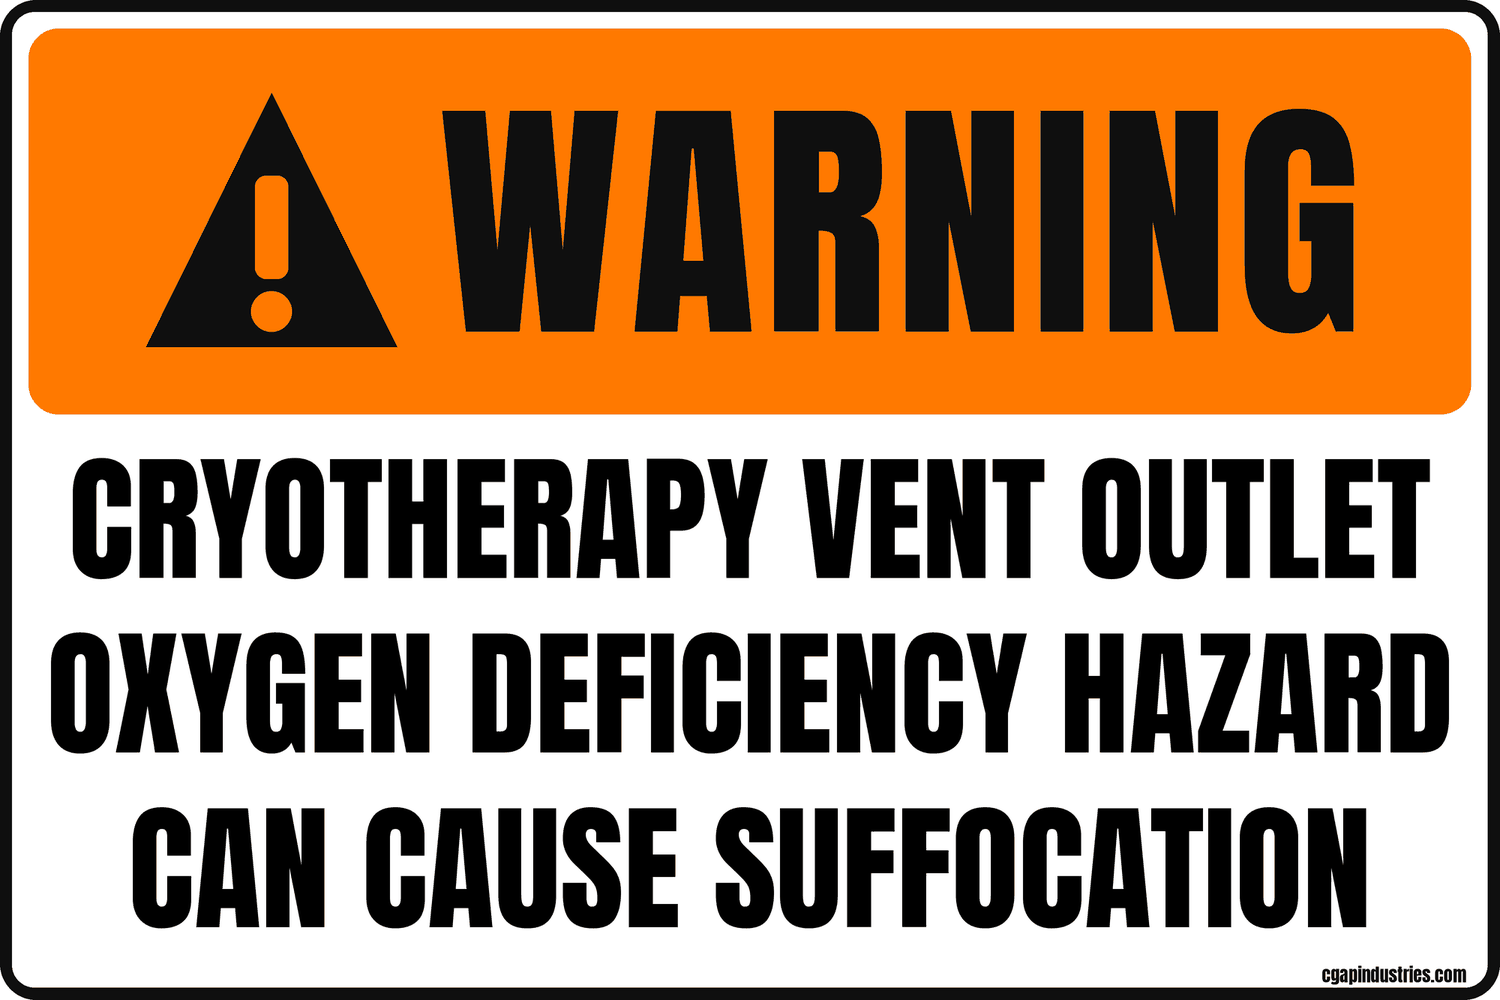 WARNING
CRYOTHERAPY VENT OUTLET
OXYGEN DEFICIENCY HAZARD
CAN CAUSE SUFFOCATION
cgapindustries.com